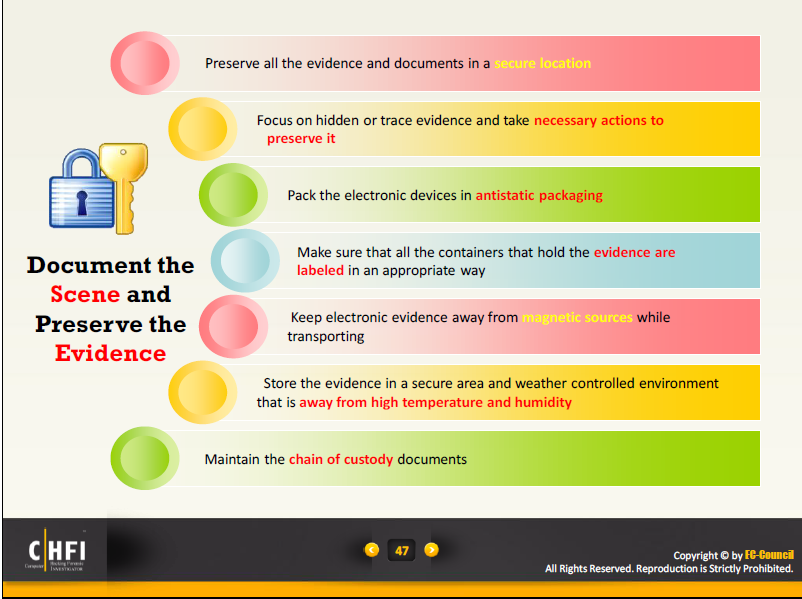 Preserve all the evidence and documents in a secure location
Focus on hidden or trace evidence and take necessary actions to
preserve it
Pack the electronic devices in antistatic packaging
Make sure that all the containers that hold the evidence are
labeled in an appropriate way
Keep electronic evidence away from magnetic sources while
transporting
Store the evidence in a secure area and weather controlled environment
that is away from high temperature and humidity
Maintain the chain of custody documents
Document the
Scene and
Preserve the
Evidence
CHFI
Computer Hacking Forensic
INVESTIGATOR
47
Copyright © by EC-Council
All Rights Reserved. Reproduction is Strictly Prohibited.